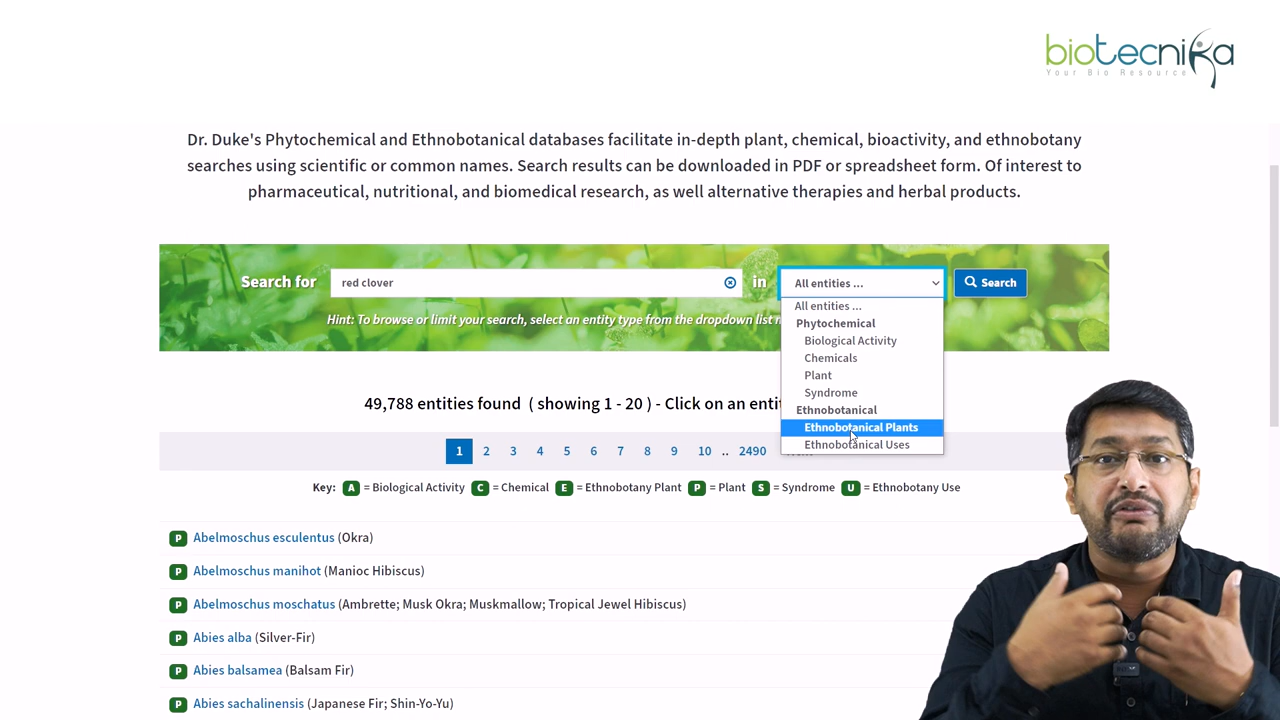 biotecnika
Your Bio Resource
Dr. Duke's Phytochemical and Ethnobotanical databases facilitate in-depth plant, chemical, bioactivity, and ethnobotany
searches using scientific or common names. Search results can be downloaded in PDF or spreadsheet form. Of interest to
pharmaceutical, nutritional, and biomedical research, as well alternative therapies and herbal products.
Search for red clover in All entities ... Search
Hint: To browse or limit your search, select an entity type from the dropdown list
All entities ...
Phytochemical
Biological Activity
Chemicals
Plant
Syndrome
Ethnobotanical
Ethnobotanical Plants
Ethnobotanical Uses
49,788 entities found ( showing 1 - 20 ) - Click on an
1 2 3 4 5 6 7 8 9 10 .. 2490
Key: A = Biological Activity C = Chemical E = Ethnobotany Plant P = Plant S = Syndrome U = Ethnobotany Use
P Abelmoschus esculentus (Okra)
P Abelmoschus manihot (Manioc Hibiscus)
P Abelmoschus moschatus (Ambrette; Musk Okra; Muskmallow; Tropical Jewel Hibiscus)
P Abies alba (Silver-Fir)
P Abies balsamea (Balsam Fir)
P Abies sachalinensis (Japanese Fir; Shin-Yo-Yu)